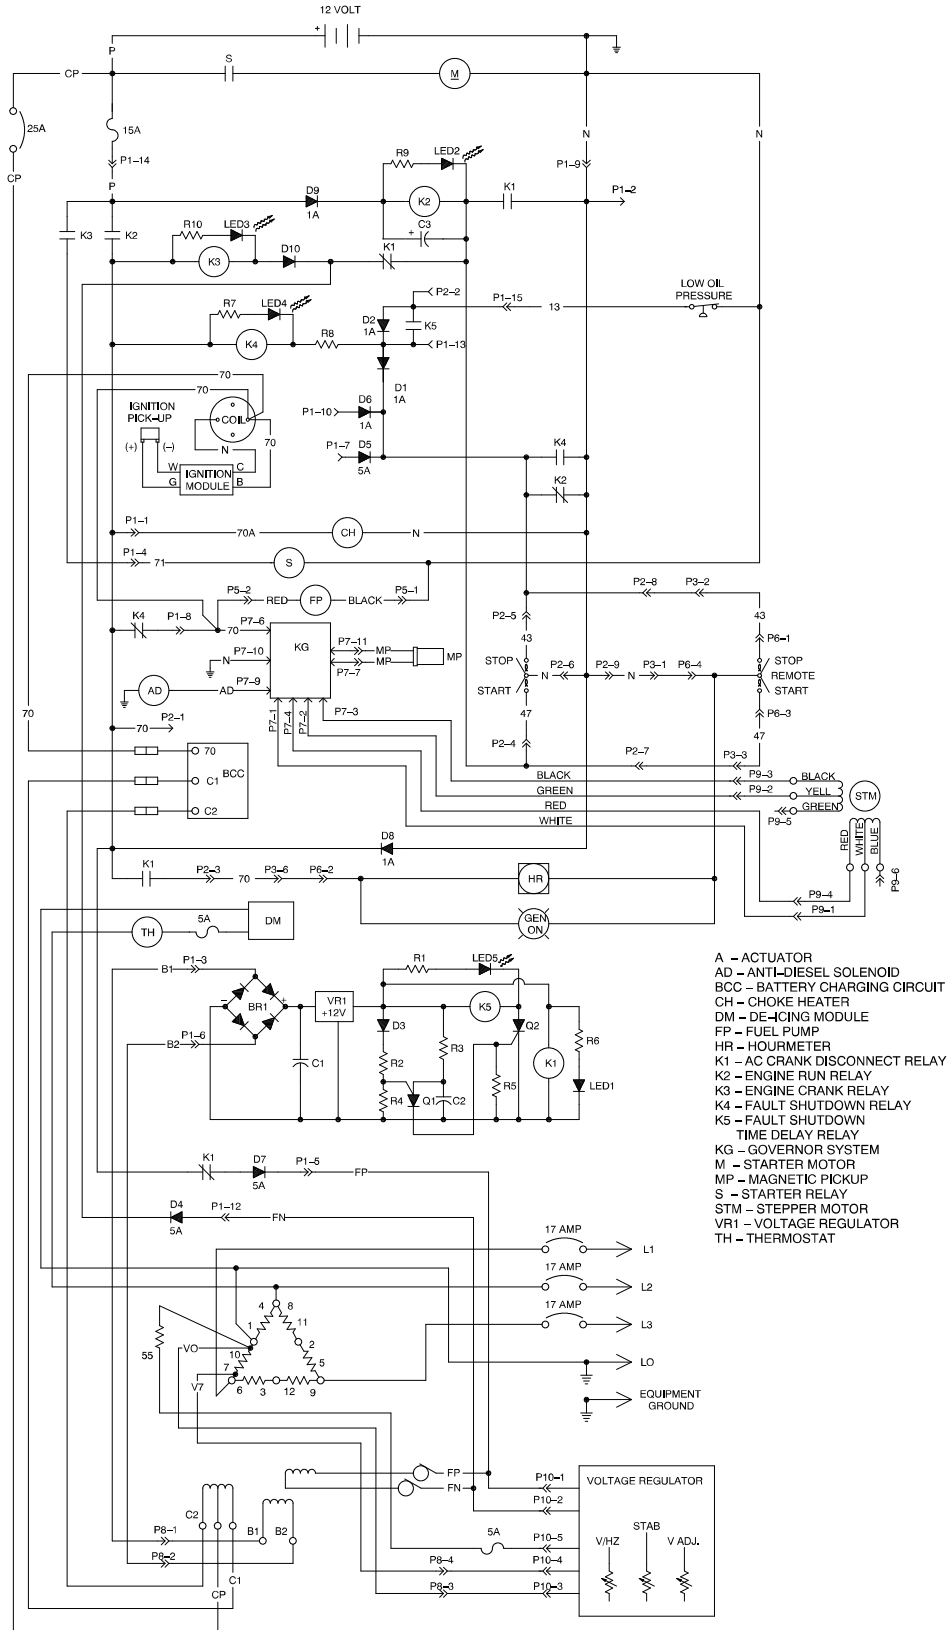 12 VOLT
+
P
CP
S
M
25A
15A
N
N
P1–14
P1–9
CP
P
R9
LED2
D9
1A
K2
K1
P1–2
K3
K2
R10
LED3
+
C3
K3
D10
K1
LOW OIL
PRESSURE
P2–2
P1–15
13
R7
LED4
D2
1A
K5
K4
R8
P1–13
70
70
D1
1A
IGNITION
PICK–UP
COIL
D6
P1–10
1A
70
(+)
(–)
N
P1–7
D5
5A
K4
W
C
IGNITION
MODULE
G
B
K2
P1–1
70A
CH
N
P1–4
71
S
P5–2
RED
FP
BLACK
P5–1
P2–8
P3–2
K4
P1–8
70
P7–6
P2–5
43
43
P6–1
KG
P7–11
MP
MP
P7–10
N
MP
P7–7
STOP
START
N
P2–6
P2–9
N
P3–1
P6–4
STOP
REMOTE
START
AD
AD
P7–9
P7–3
P7–1
P7–4
P7–2
47
P6–3
47
70
P2–1
70
P2–4
P2–7
P3–3
70
BCC
C1
C2
BLACK
P9–3
BLACK
GREEN
P9–2
YELL
STM
RED
GREEN
P9–5
WHITE
RED
WHITE
BLUE
D8
1A
P9–6
K1
P2–3
70
P3–6
P6–2
HR
P9–4
P9–1
5A
DM
TH
GEN
ON
P1–3
B1
R1
LED5
–
BR1
+
VR1
+12V
K5
Q2
D3
P1–6
B2
R6
R3
C1
R2
K1
R5
LED1
R4
Q1
C2
A – ACTUATOR
AD – ANTI–DIESEL SOLENOID
BCC – BATTERY CHARGING CIRCUIT
CH – CHOKE HEATER
DM – DE–ICING MODULE
FP – FUEL PUMP
HR – HOURMETER
K1 – AC CRANK DISCONNECT RELAY
K2 – ENGINE RUN RELAY
K3 – ENGINE CRANK RELAY
K4 – FAULT SHUTDOWN RELAY
K5 – FAULT SHUTDOWN
TIME DELAY RELAY
KG – GOVERNOR SYSTEM
M – STARTER MOTOR
MP – MAGNETIC PICKUP
S – STARTER RELAY
STM – STEPPER MOTOR
VR1 – VOLTAGE REGULATOR
TH – THERMOSTAT
K1
D7
5A
P1–5
FP
D4
5A
P1–12
FN
17 AMP
L1
17 AMP
L2
17 AMP
L3
4
8
1
11
55
VO
10
2
7
5
V7
6
3
12
9
LO
EQUIPMENT
GROUND
FP
FN
P10–1
VOLTAGE REGULATOR
P10–2
C2
B1
B2
P8–1
P8–2
5A
P10–5
V/HZ
STAB
V ADJ.
P8–4
P10–4
C1
CP
P8–3
P10–3